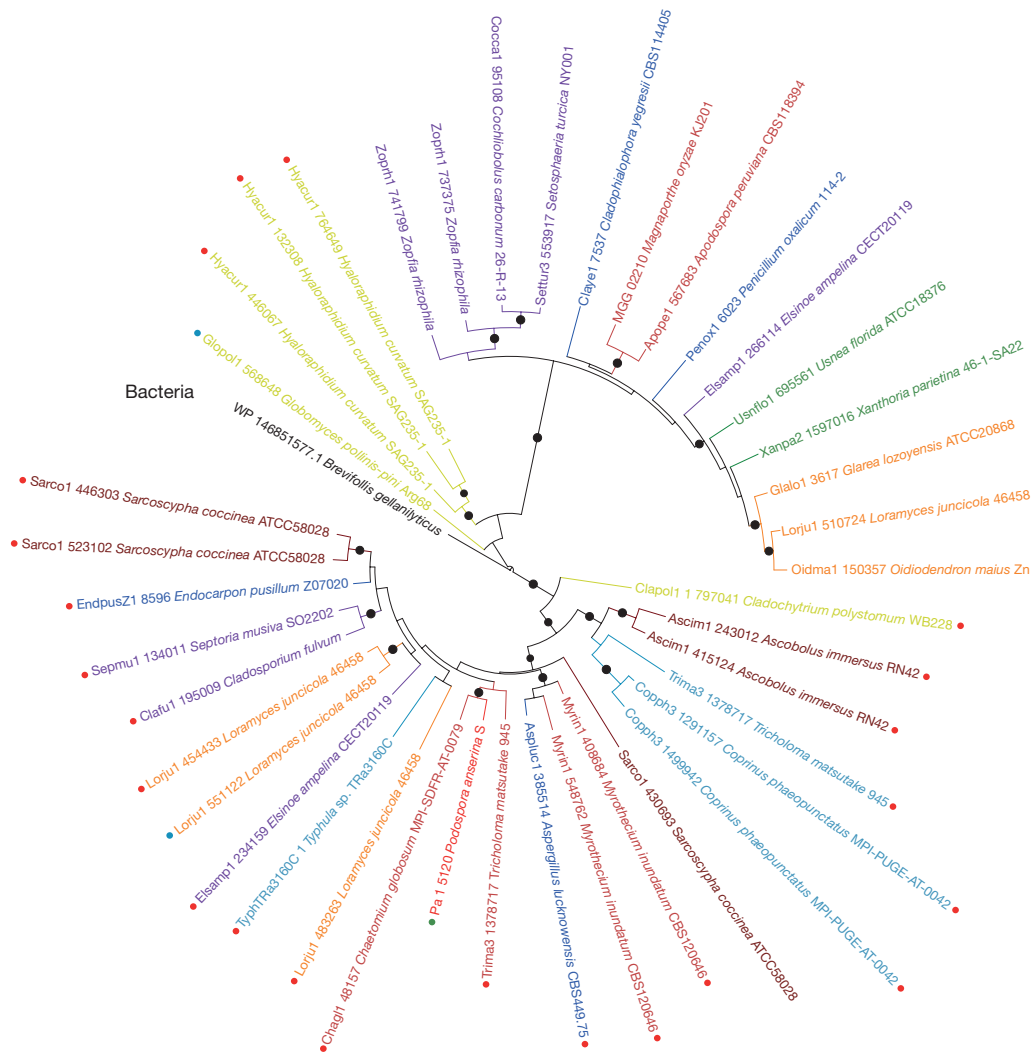 Cocca1 95108 Cochliobolus carbonum 26-R-13
Settur3 553917 Setosphaeria turcica NY001
Claye1 7537 Cladophialophora yegresii CBS114405
MGG 02210 Magnaporthe oryzae KJ201
Apope1 567683 Apodospora peruviana CBS118394
Penox1 6023 Penicillium oxalicum 114-2
Elsamp1 266114 Elsinoe ampelina CECT20119
Usnflo1 695561 Usnea florida ATCC18376
Xanpa2 1597016 Xanthoria parietina 46-1-SA22
Glalo1 3617 Glarea lozoyensis ATCC20868
Lorju1 510724 Loramyces juncicola 46458
Oidma1 150357 Oidiodendron maius Zn
Clapol1 1 797041 Cladochytrium polystomum WB228
Ascim1 243012 Ascobolus immersus RN42
Ascim1 415124 Ascobolus immersus RN42
Trima3 1378717 Tricholoma matsutake 945
Copph3 1291157 Coprinus phaeopunctatus MPI-PUGE-AT-0042
Copph3 1499942 Coprinus phaeopunctatus MPI-PUGE-AT-0042
Sarco1 430693 Sarcoscypha coccinea ATCC58028
Myrin1 408684 Myrothecium inundatum CBS120646
Myrin1 548762 Myrothecium inundatum CBS120646
Aspluc1 385514 Aspergillus lucknowensis CBS449.75
Trima3 1378717 Tricholoma matsutake 945
Pa 1 5120 Podospora anserina S
Chagl1 48157 Chaetomium globosum MPI-SDFR-AT-0079
Lorju1 483263 Loramyces juncicola 46458
TyphTRa3160C 1 Typhula sp. TRa3160C
Elsamp1 234159 Elsinoe ampelina CECT20119
Lorju1 551122 Loramyces juncicola 46458
Lorju1 454433 Loramyces juncicola 46458
Clafu1 195009 Cladosporium fulvum
Sepmu1 134011 Septoria musiva SO2202
EndpusZ1 8596 Endocarpon pusillum Z07020
Sarco1 523102 Sarcoscypha coccinea ATCC58028
Sarco1 446303 Sarcoscypha coccinea ATCC58028
WP 146851577.1 Brevifollis gellanilyticus
Bacteria
Glopol1 568648 Globomyces pollinis-pini Arg68
Hyacur1 446067 Hyaloraphidium curvatum SAG235-1
Hyacur1 132308 Hyaloraphidium curvatum SAG235-1
Hyacur1 764649 Hyaloraphidium curvatum SAG235-1
Zoprh1 741799 Zopfia rhizophila
Zoprh1 737375 Zopfia rhizophila